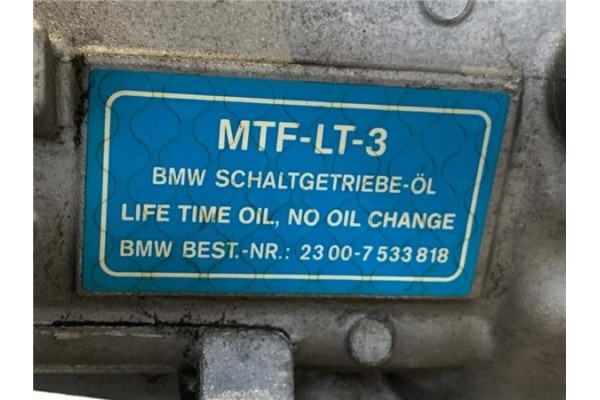 MTF-LT-3
BMW SCHALTGETRIEBE-ÖL
LIFE TIME OIL, NO OIL CHANGE
BMW BEST.-NR.: 23 00-7 533 818